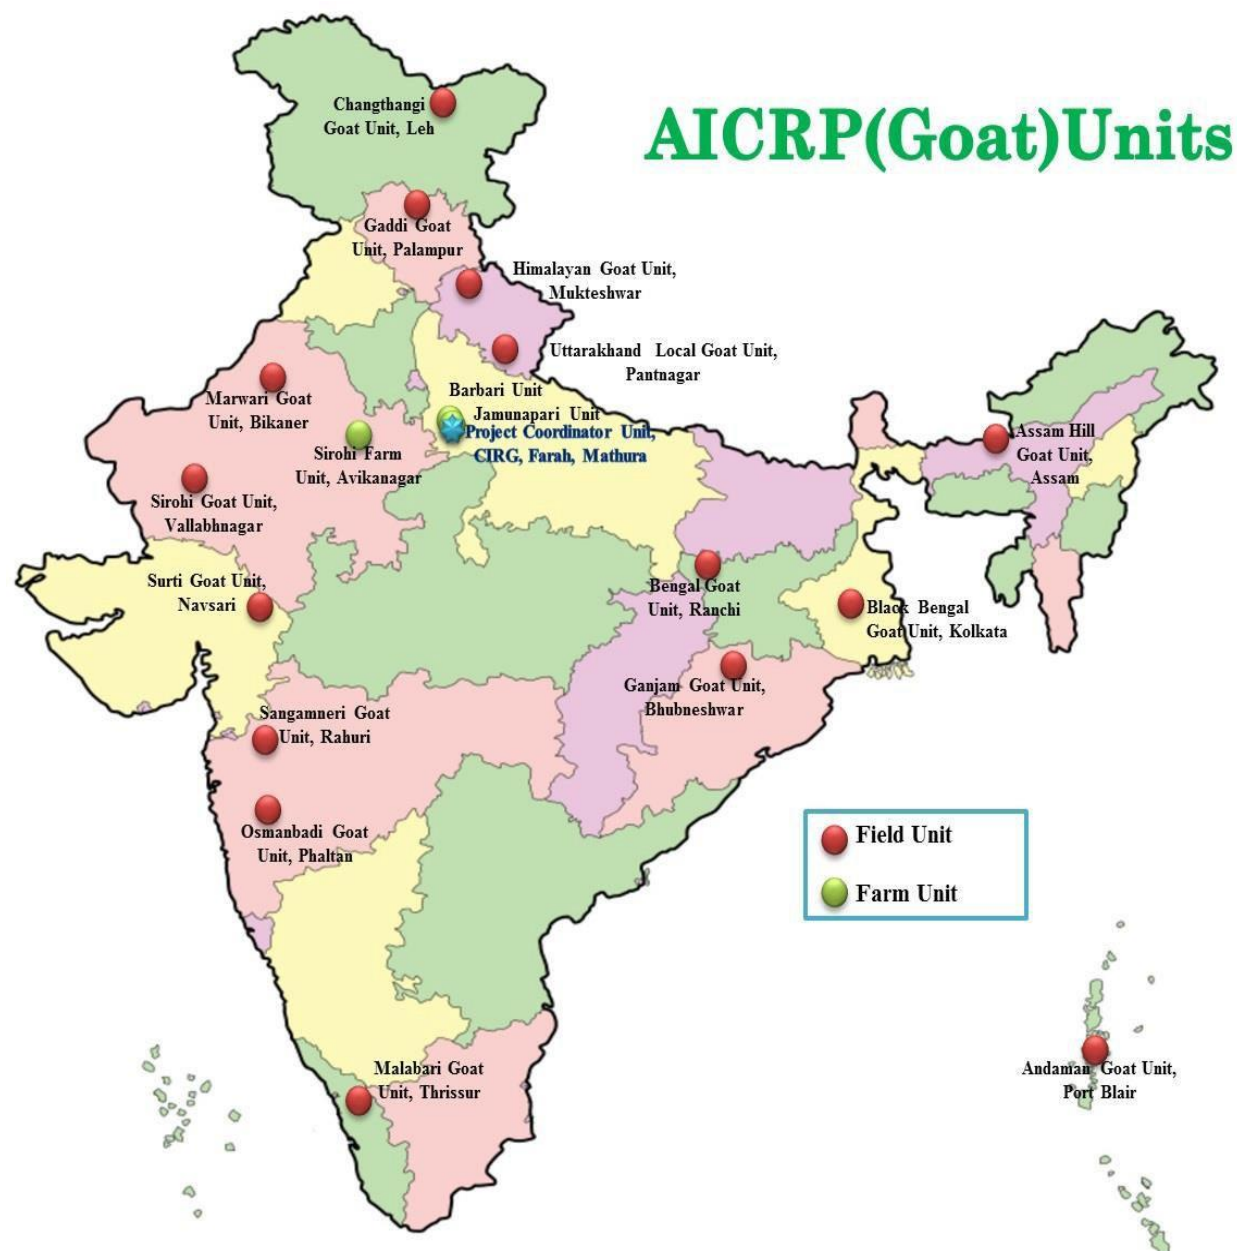 AICRP(Goat)Units
Changthangi
Goat Unit, Leh
Gaddi Goat
Unit, Palampur
Himalayan Goat Unit,
Mukteshwar
Uttarakhand Local Goat Unit,
Pantnagar
Marwari Goat
Unit, Bikaner
Barbari Unit
Jamunapari Unit
Project Coordinator Unit,
CIRG, Farah, Mathura
Sirohi Farm
Unit, Avikanagar
Assam Hill
Goat Unit,
Assam
Sirohi Goat Unit,
Vallabhnagar
Surti Goat Unit,
Navsari
Bengal Goat
Unit, Ranchi
Black Bengal
Goat Unit, Kolkata
Ganjam Goat Unit,
Bhubneshwar
Sangamneri Goat
Unit, Rahuri
Osmanbadi Goat
Unit, Phaltan
Field Unit
Farm Unit
Malabari Goat
Unit, Thrissur
Andaman Goat Unit,
Port Blair